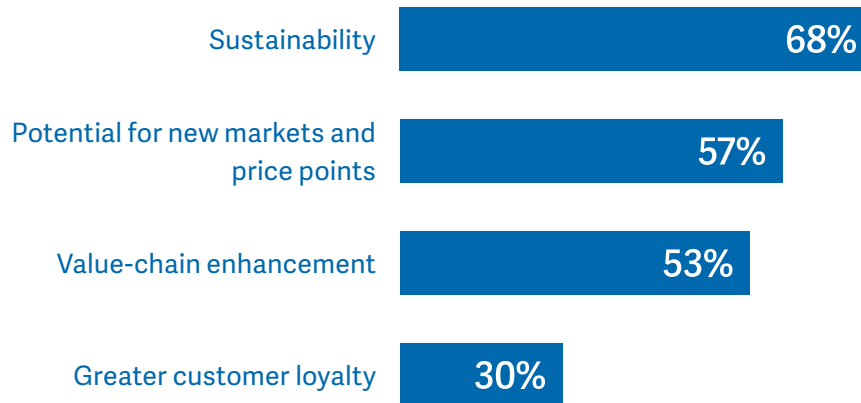 Sustainability
68%
Potential for new markets and
price points
57%
Value-chain enhancement
53%
Greater customer loyalty
30%